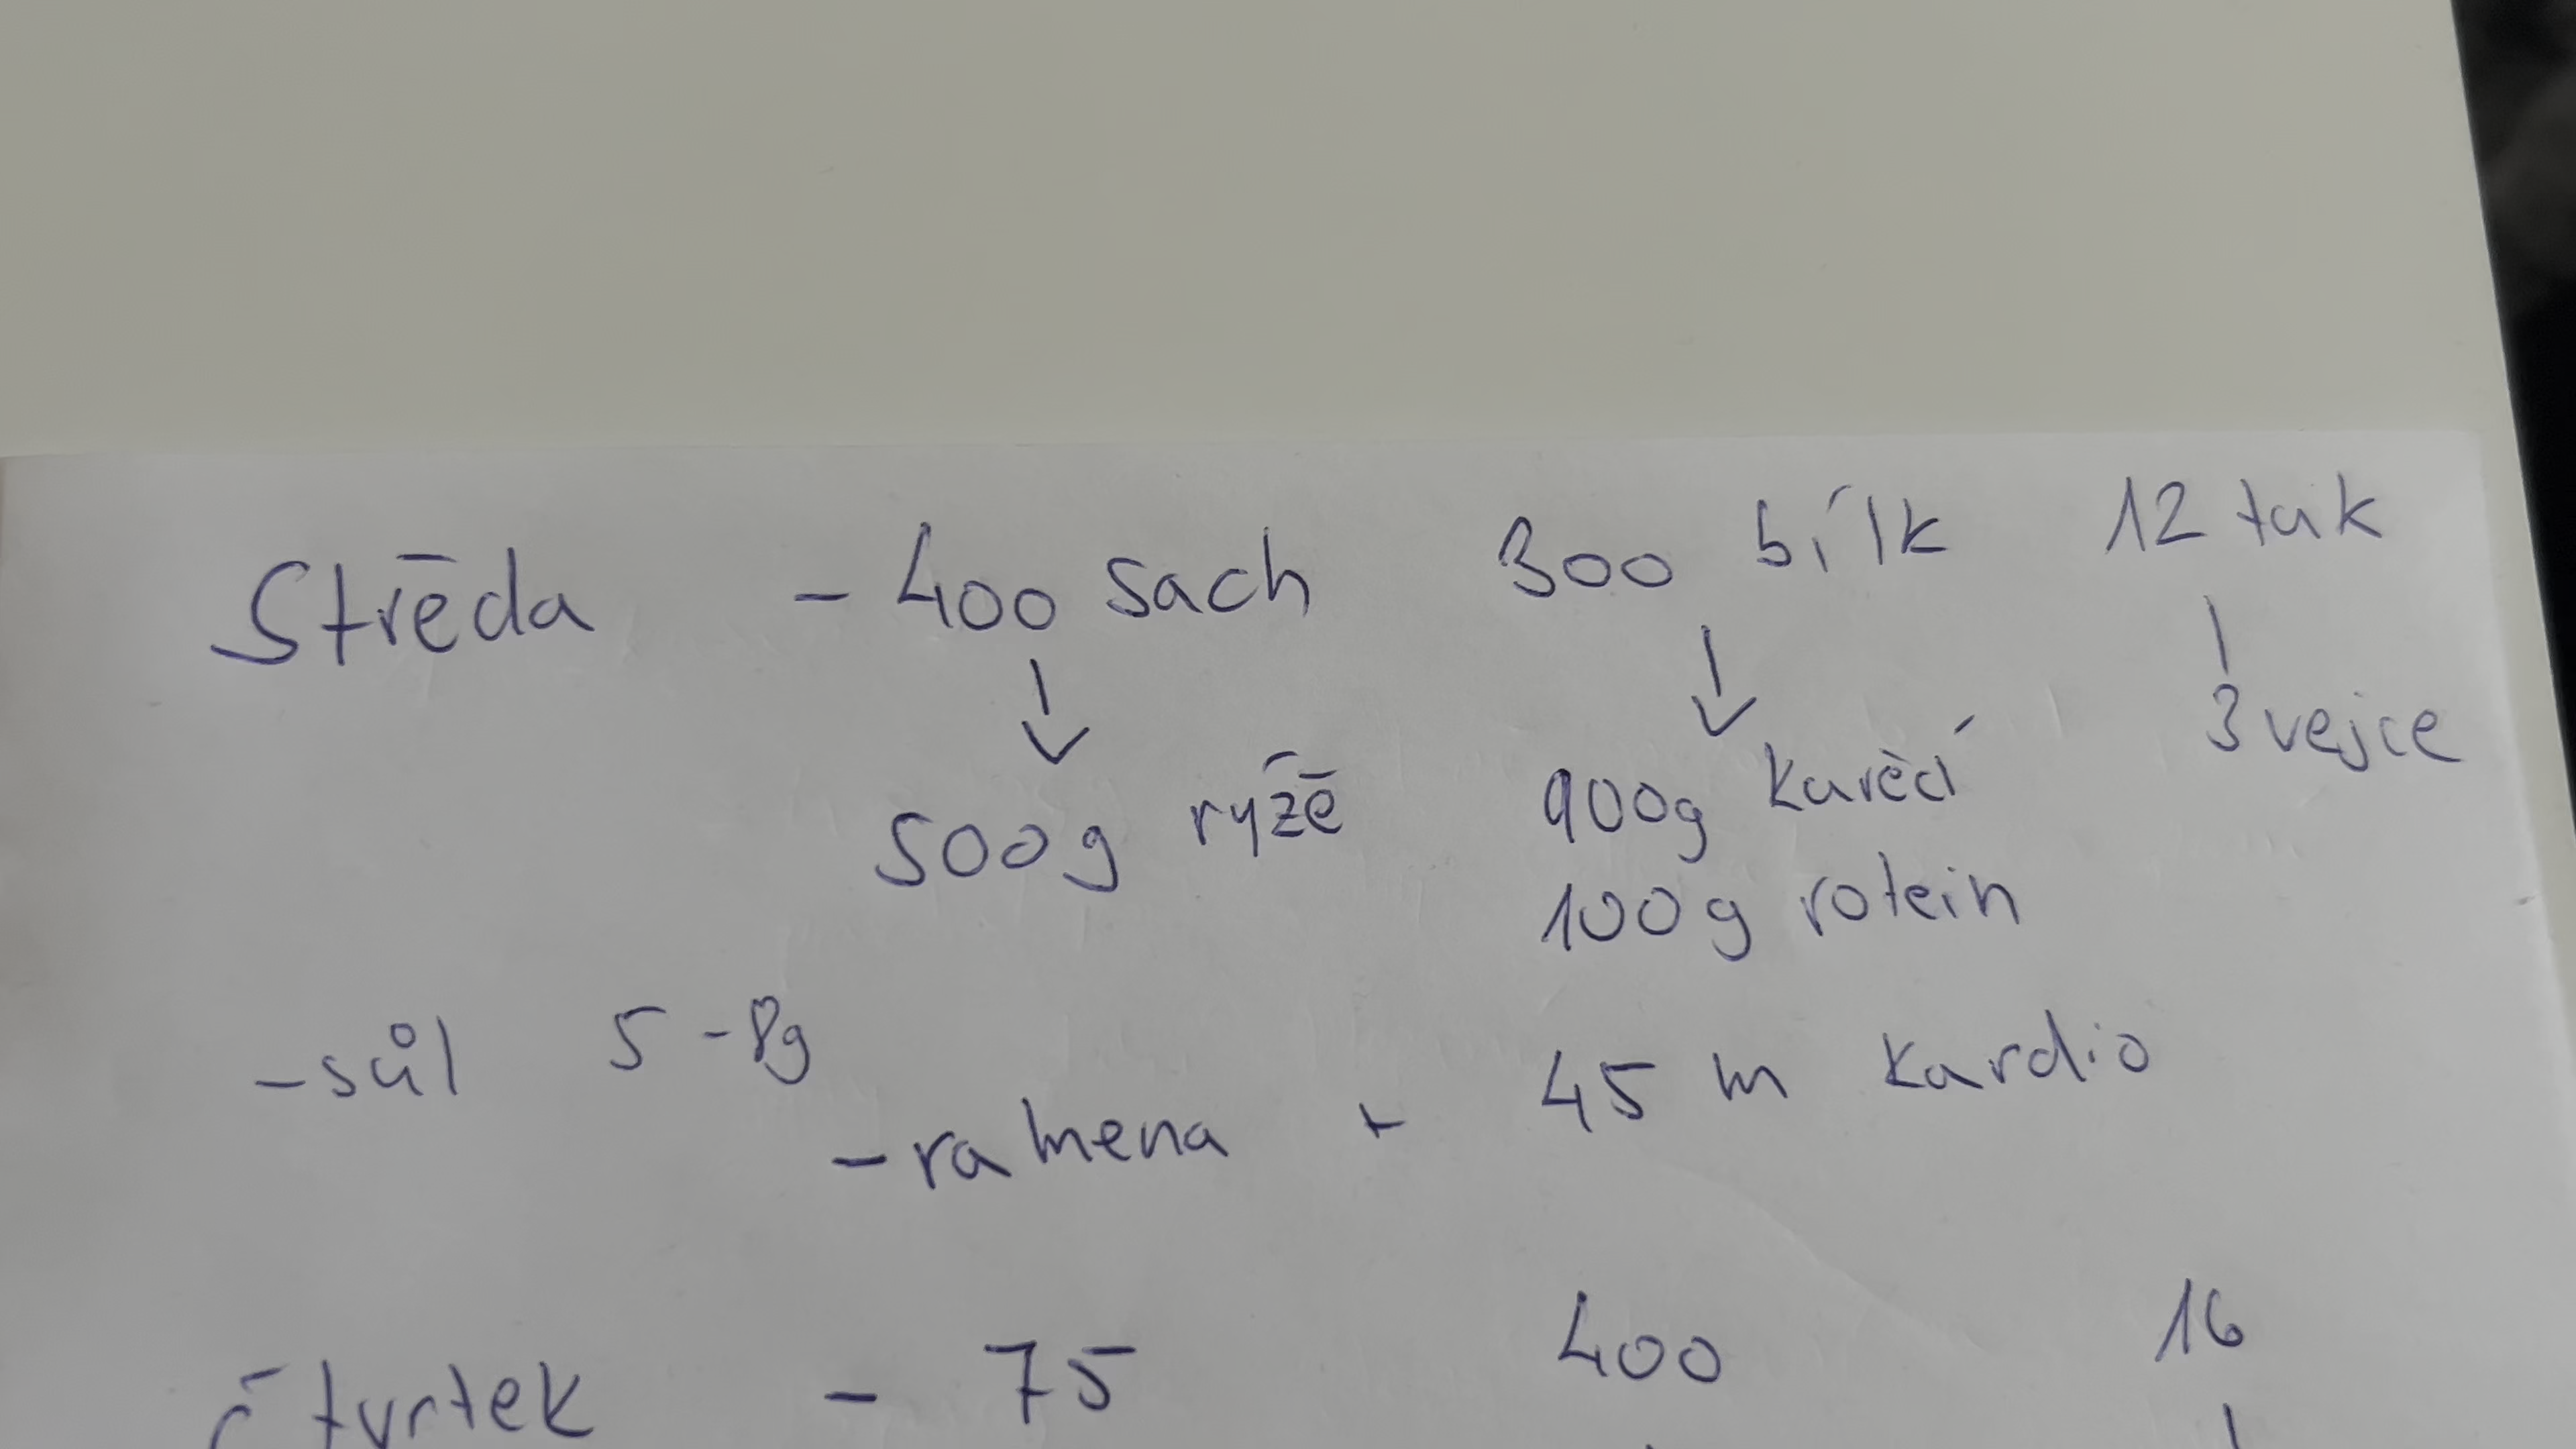 Středa - 400 sach 300 bílk 12 tuk
500g rýže 900g kuřecí 3 vejce
100g rotein
-sůl 5-8g
-ramena + 45 m kardio
čtvrtek - 75 400 16